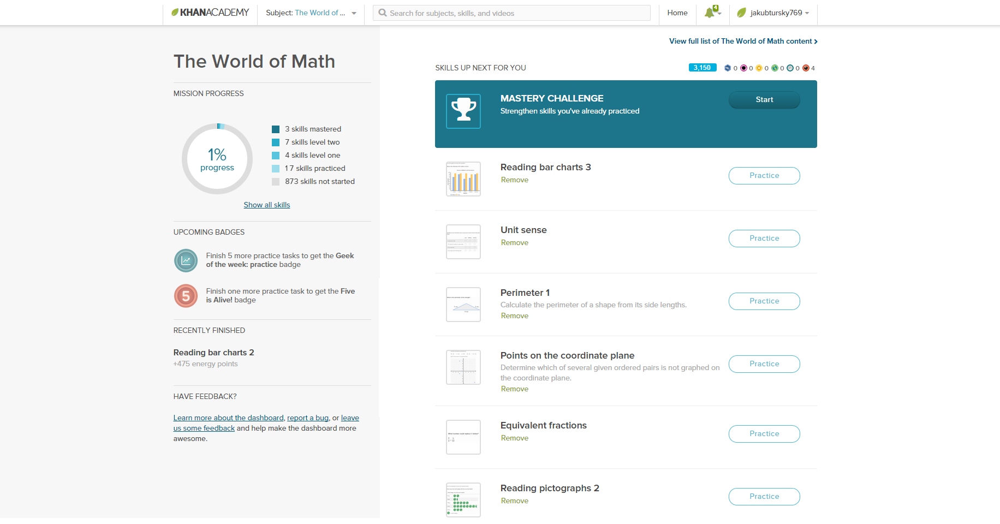 KHANACADEMY
Subject: The World of ...
Search for subjects, skills, and videos
Home
4
jakubtursky769
The World of Math
MISSION PROGRESS
1%
progress
3 skills mastered
7 skills level two
4 skills level one
17 skills practiced
873 skills not started
Show all skills
UPCOMING BADGES
Finish 5 more practice tasks to get the Geek
of the week: practice badge
5
Finish one more practice task to get the Five
is Alive! badge
RECENTLY FINISHED
Reading bar charts 2
+475 energy points
HAVE FEEDBACK?
Learn more about the dashboard, report a bug, or leave
us some feedback and help make the dashboard more
awesome.
View full list of The World of Math content
SKILLS UP NEXT FOR YOU
3,150 0 0 0 0 0 4
MASTERY CHALLENGE
Strengthen skills you've already practiced
Start
Reading bar charts 3
Remove
Practice
Unit sense
Remove
Practice
Perimeter 1
Calculate the perimeter of a shape from its side lengths.
Remove
Practice
Points on the coordinate plane
Determine which of several given ordered pairs is not graphed on
the coordinate plane.
Remove
Practice
Equivalent fractions
Remove
Practice
Reading pictographs 2
Remove
Practice